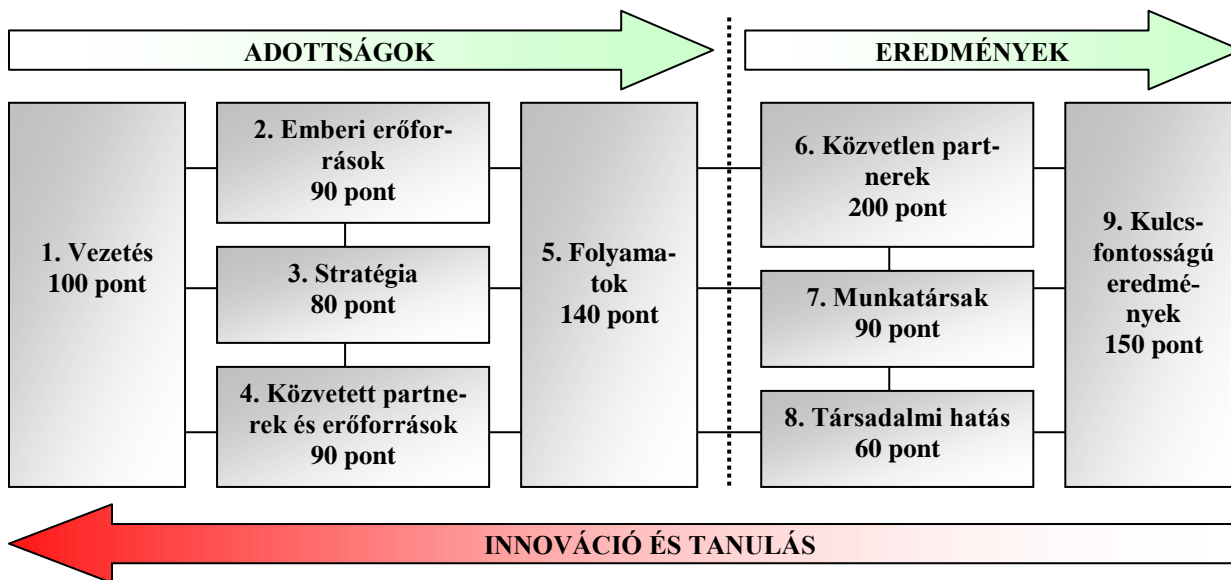 ADOTTSÁGOK
EREDMÉNYEK
1. Vezetés
100 pont
2. Emberi erőfor-
rások
90 pont
3. Stratégia
80 pont
4. Közvetett partne-
rek és erőforrások
90 pont
5. Folyama-
tok
140 pont
6. Közvetlen part-
nerek
200 pont
7. Munkatársak
90 pont
8. Társadalmi hatás
60 pont
9. Kulcs-
fontosságú
eredmé-
nyek
150 pont
INNOVÁCIÓ ÉS TANULÁS